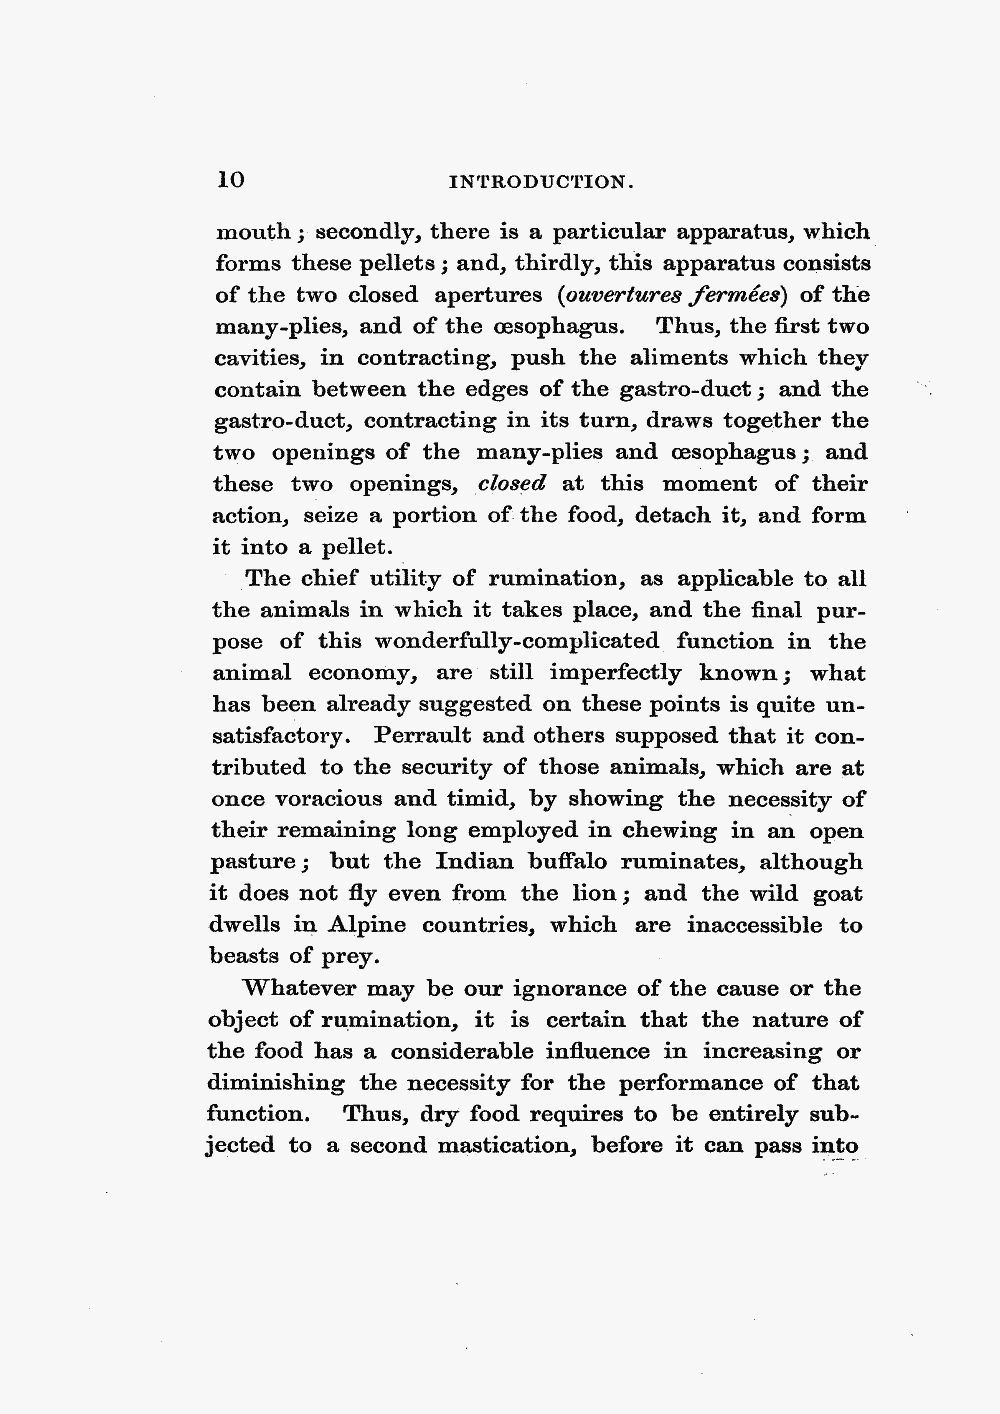 10 INTRODUCTION.
mouth ; secondly, there is a particular apparatus, which
forms these pellets ; and, thirdly, this apparatus consists
of the two closed apertures (ouvertures fermées) of the
many-plies, and of the œsophagus. Thus, the first two
cavities, in contracting, push the aliments which they
contain between the edges of the gastro-duct ; and the
gastro-duct, contracting in its turn, draws together the
two openings of the many-plies and œsophagus ; and
these two openings, closed at this moment of their
action, seize a portion of the food, detach it, and form
it into a pellet.
The chief utility of rumination, as applicable to all
the animals in which it takes place, and the final pur-
pose of this wonderfully-complicated function in the
animal economy, are still imperfectly known ; what
has been already suggested on these points is quite un-
satisfactory. Perrault and others supposed that it con-
tributed to the security of those animals, which are at
once voracious and timid, by showing the necessity of
their remaining long employed in chewing in an open
pasture ; but the Indian buffalo ruminates, although
it does not fly even from the lion ; and the wild goat
dwells in Alpine countries, which are inaccessible to
beasts of prey.
Whatever may be our ignorance of the cause or the
object of rumination, it is certain that the nature of
the food has a considerable influence in increasing or
diminishing the necessity for the performance of that
function. Thus, dry food requires to be entirely sub-
jected to a second mastication, before it can pass into